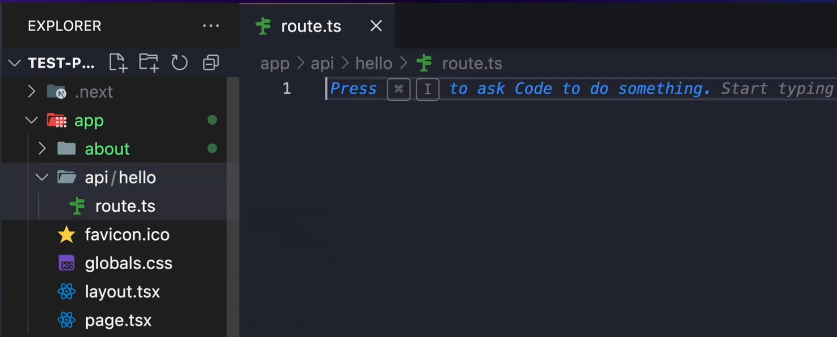 EXPLORER ...
TEST-P...
.next
app
about
api/hello
route.ts
favicon.ico
globals.css
layout.tsx
page.tsx
route.ts
app > api > hello > route.ts
1
Press ⌘ I to ask Code to do something. Start typing